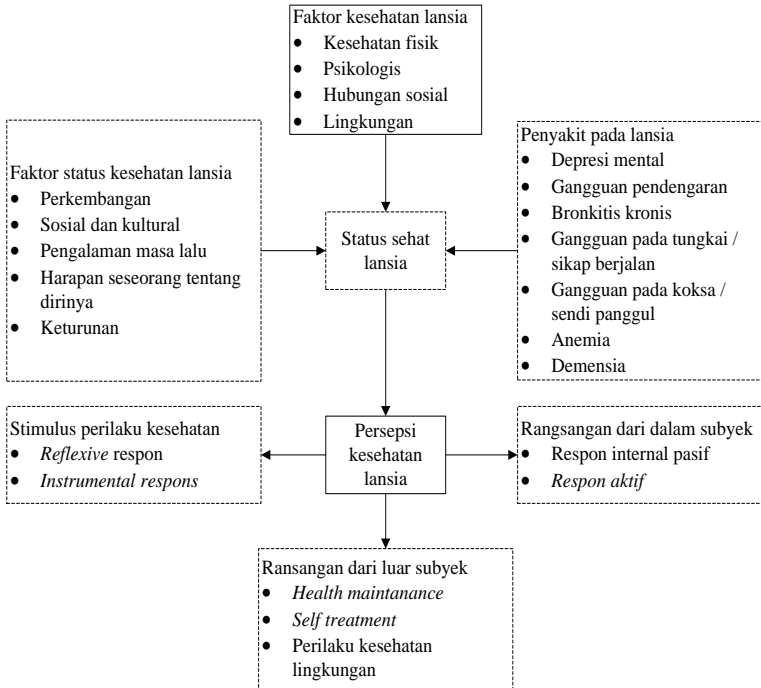 Faktor kesehatan lansia
• Kesehatan fisik
• Psikologis
• Hubungan sosial
• Lingkungan
Faktor status kesehatan lansia
• Perkembangan
• Sosial dan kultural
• Pengalaman masa lalu
• Harapan seseorang tentang
dirinya
• Keturunan
Status sehat
lansia
Penyakit pada lansia
• Depresi mental
• Gangguan pendengaran
• Bronkitis kronis
• Gangguan pada tungkai /
sikap berjalan
• Gangguan pada koksa /
sendi panggul
• Anemia
• Demensia
Stimulus perilaku kesehatan
• Reflexive respon
• Instrumental respons
Persepsi
kesehatan
lansia
Rangsangan dari dalam subyek
• Respon internal pasif
• Respon aktif
Ransangan dari luar subyek
• Health maintanance
• Self treatment
• Perilaku kesehatan
lingkungan